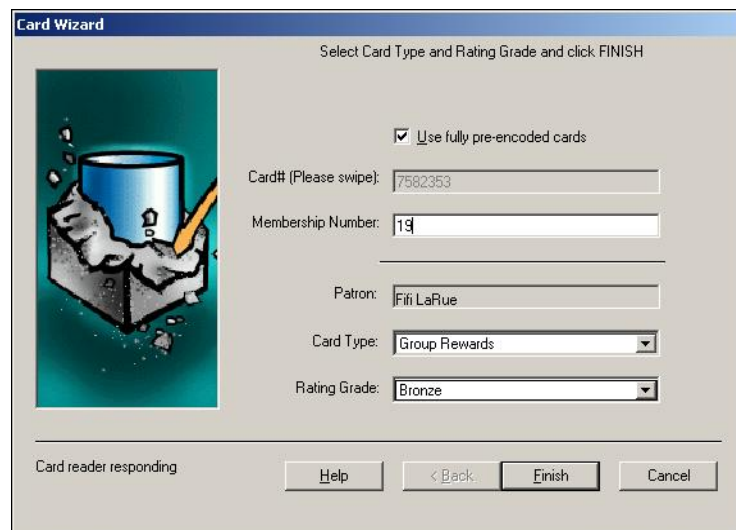 Card Wizard
Select Card Type and Rating Grade and click FINISH
Use fully pre-encoded cards
Card# (Please swipe): 7582353
Membership Number: 19
Patron: Fifi LaRue
Card Type: Group Rewards
Rating Grade: Bronze
Card reader responding
Help < Back Finish Cancel